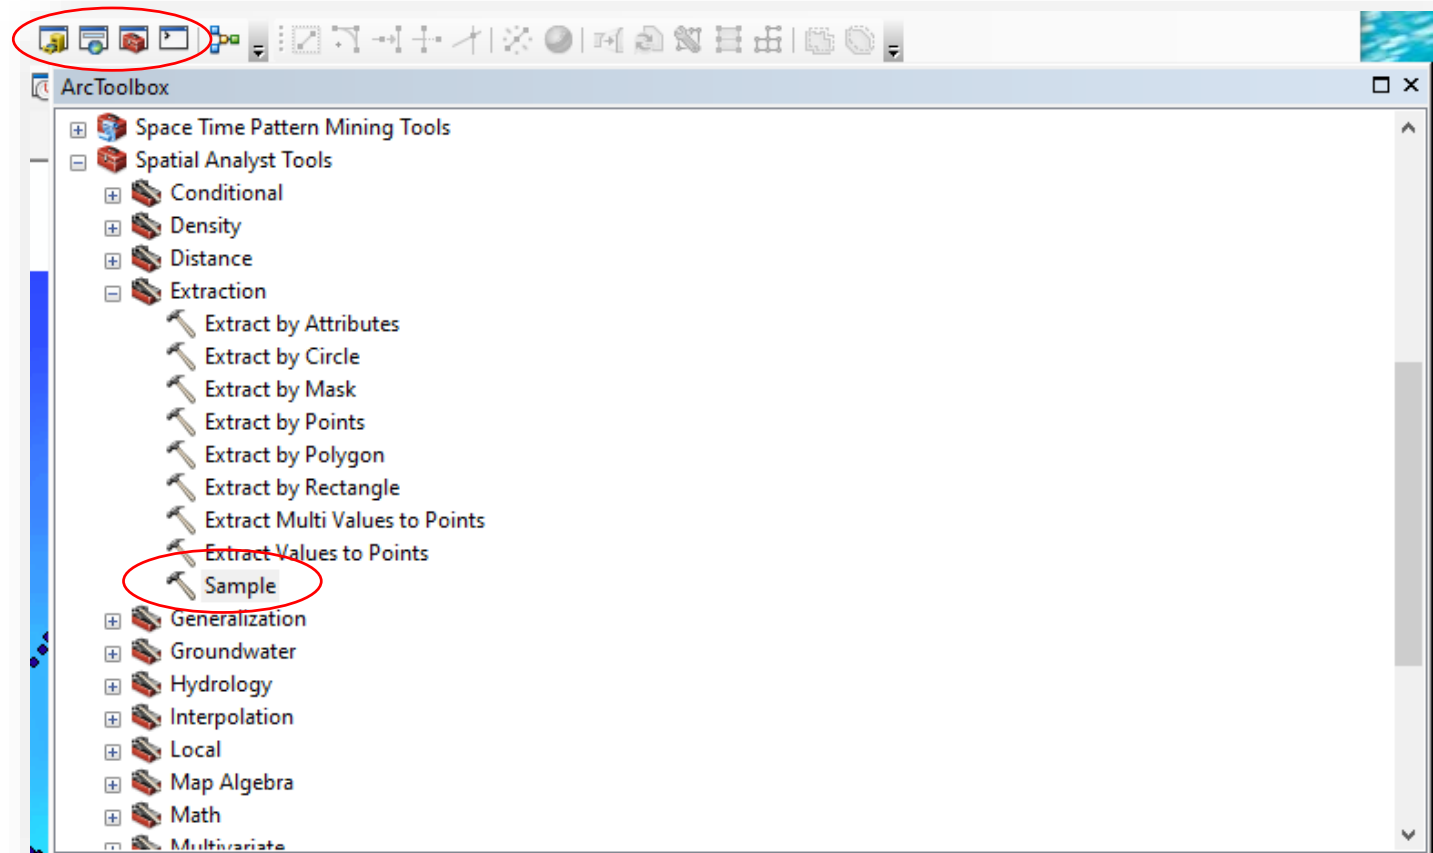 ArcToolbox
Space Time Pattern Mining Tools
Spatial Analyst Tools
Conditional
Density
Distance
Extraction
Extract by Attributes
Extract by Circle
Extract by Mask
Extract by Points
Extract by Polygon
Extract by Rectangle
Extract Multi Values to Points
Extract Values to Points
Sample
Generalization
Groundwater
Hydrology
Interpolation
Local
Map Algebra
Math
Multivariate